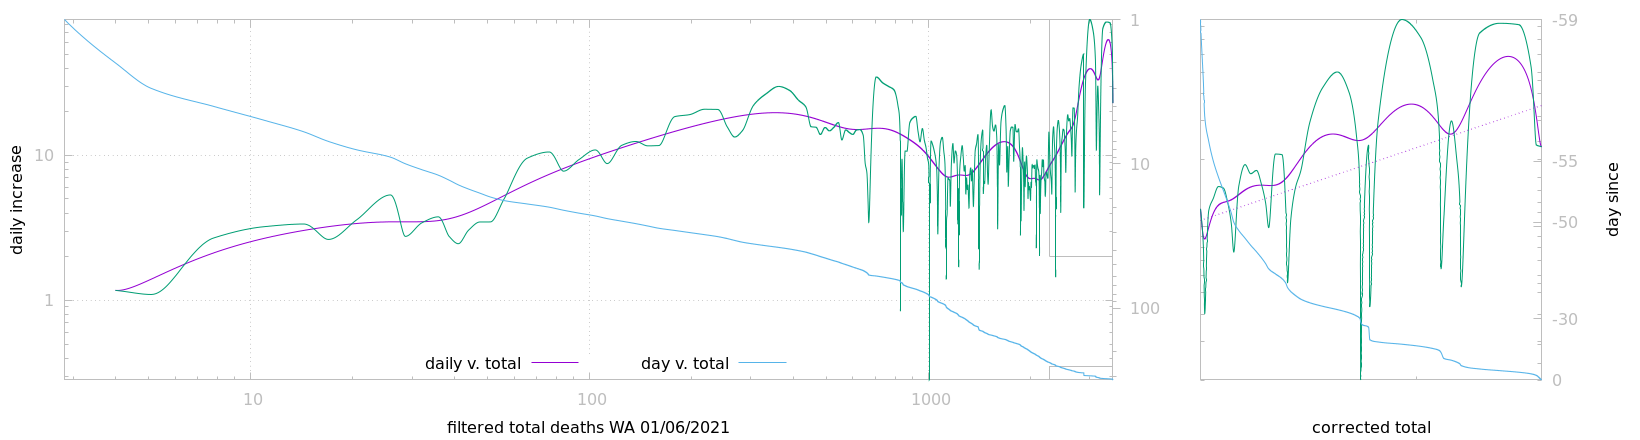 1
-59
10
10
-55
daily increase
-50
day since
1
100
-30
daily v. total
day v. total
0
10
100
1000
filtered total deaths WA 01/06/2021
corrected total